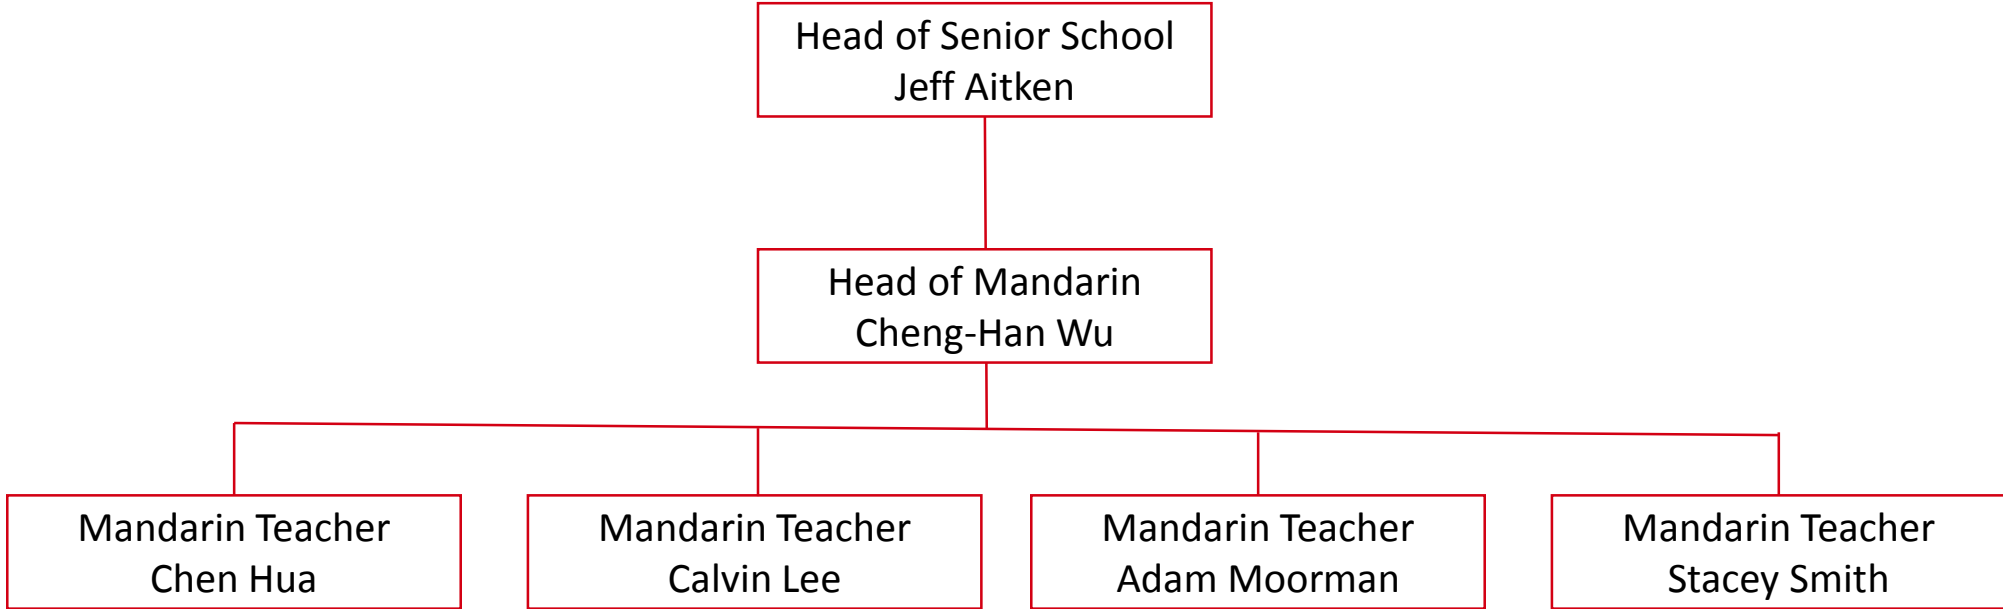 Head of Senior School
Jeff Aitken
Head of Mandarin
Cheng-Han Wu
Mandarin Teacher
Chen Hua
Mandarin Teacher
Calvin Lee
Mandarin Teacher
Adam Moorman
Mandarin Teacher
Stacey Smith